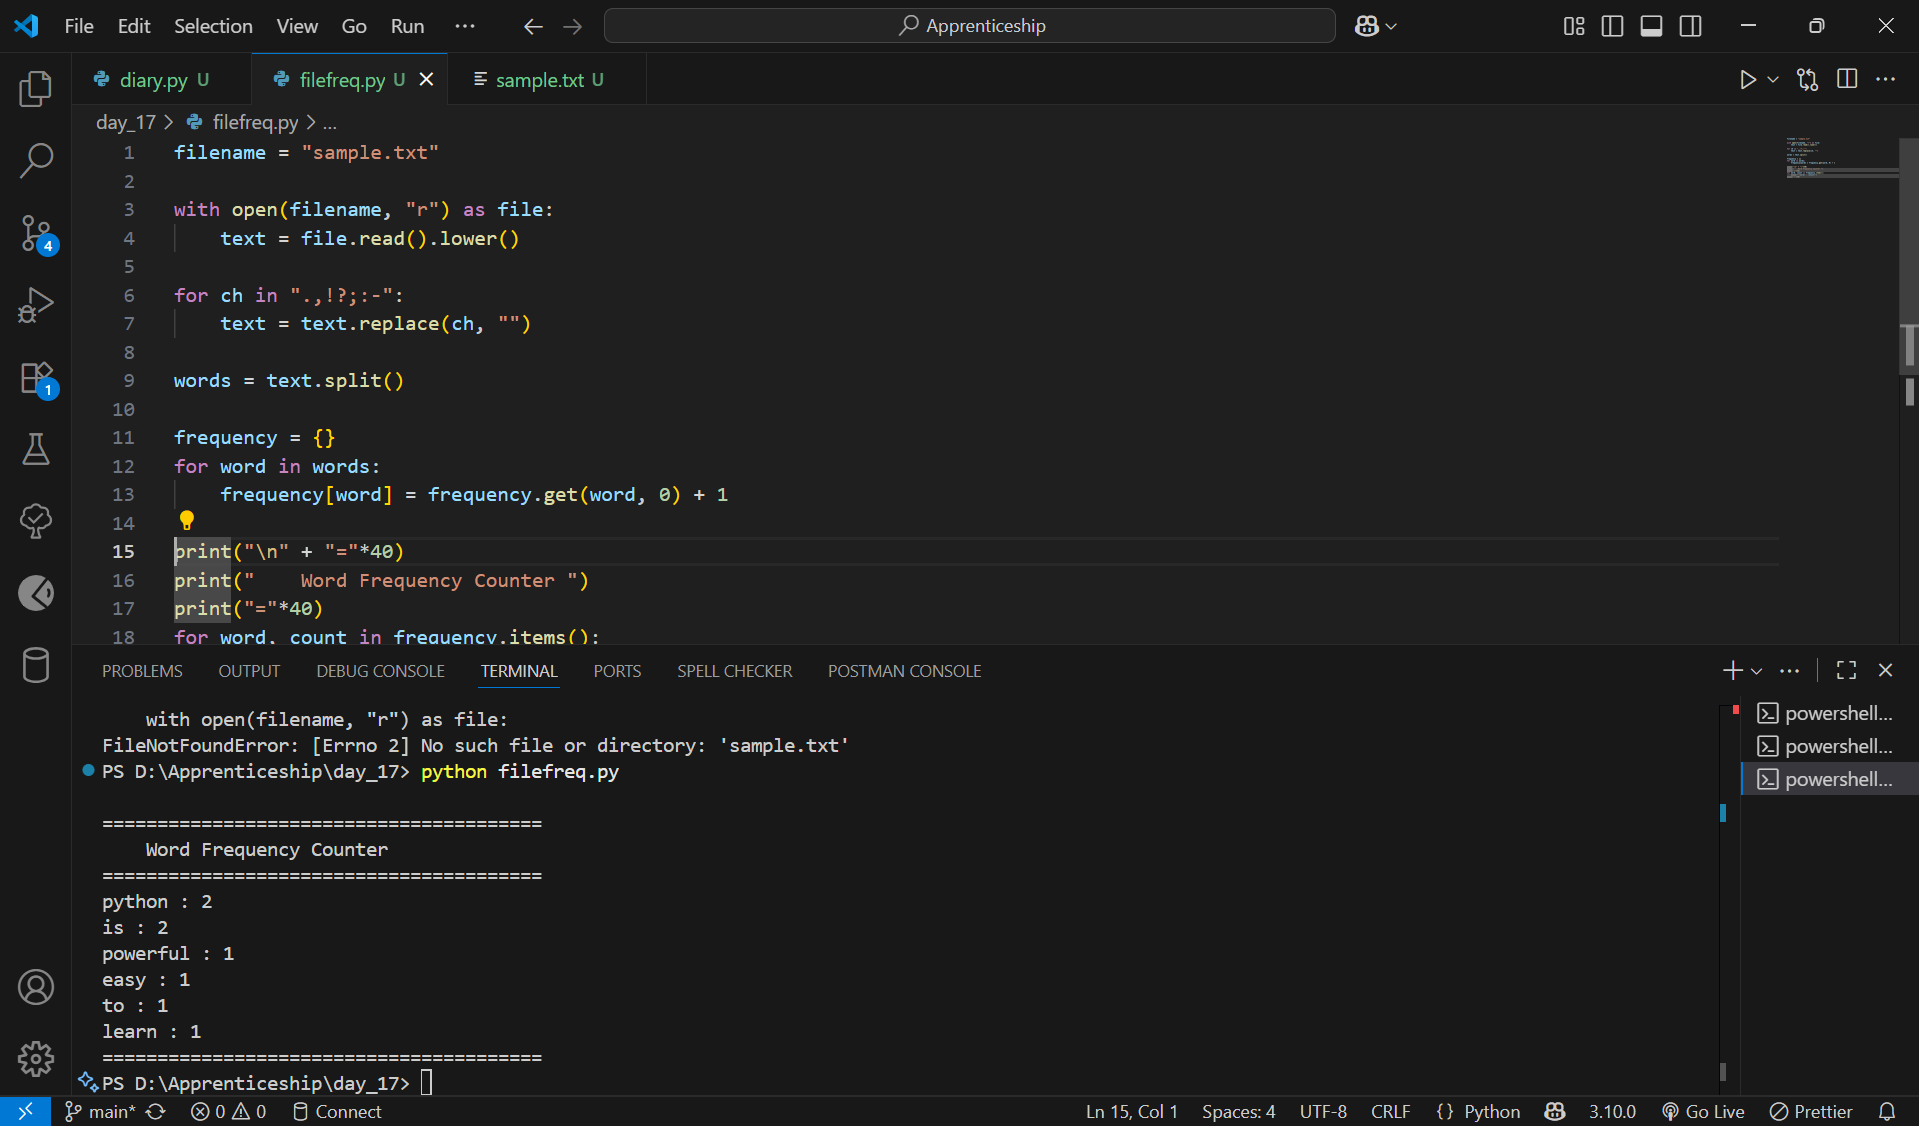 File Edit Selection View Go Run ··· Apprenticeship
diary.py U filefreq.py U sample.txt U
day_17 > filefreq.py > ...
1 filename = "sample.txt"
2
3 with open(filename, "r") as file:
4     text = file.read().lower()
5
6 for ch in ".,!?;:-":
7     text = text.replace(ch, "")
8
9 words = text.split()
10
11 frequency = {}
12 for word in words:
13     frequency[word] = frequency.get(word, 0) + 1
14
15 print("\n" + "="*40)
16 print("    Word Frequency Counter ")
17 print("="*40)
18 for word, count in frequency.items():
4
1
PROBLEMS OUTPUT DEBUG CONSOLE TERMINAL PORTS SPELL CHECKER POSTMAN CONSOLE
    with open(filename, "r") as file:
FileNotFoundError: [Errno 2] No such file or directory: 'sample.txt'
PS D:\Apprenticeship\day_17> python filefreq.py
========================================
    Word Frequency Counter
========================================
python : 2
is : 2
powerful : 1
easy : 1
to : 1
learn : 1
========================================
PS D:\Apprenticeship\day_17>
powershell...
powershell...
powershell...
main* 0 0 Connect Ln 15, Col 1 Spaces: 4 UTF-8 CRLF {} Python 3.10.0 Go Live Prettier